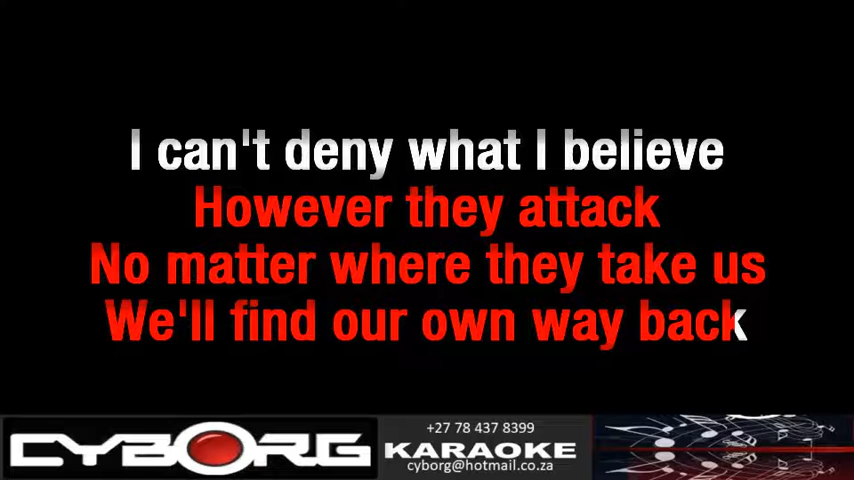 I can't deny what I believe
However they attack
No matter where they take us
We'll find our own way back
CYBORG
+27 78 437 8399
KARAOKE
cyborg@hotmail.co.za